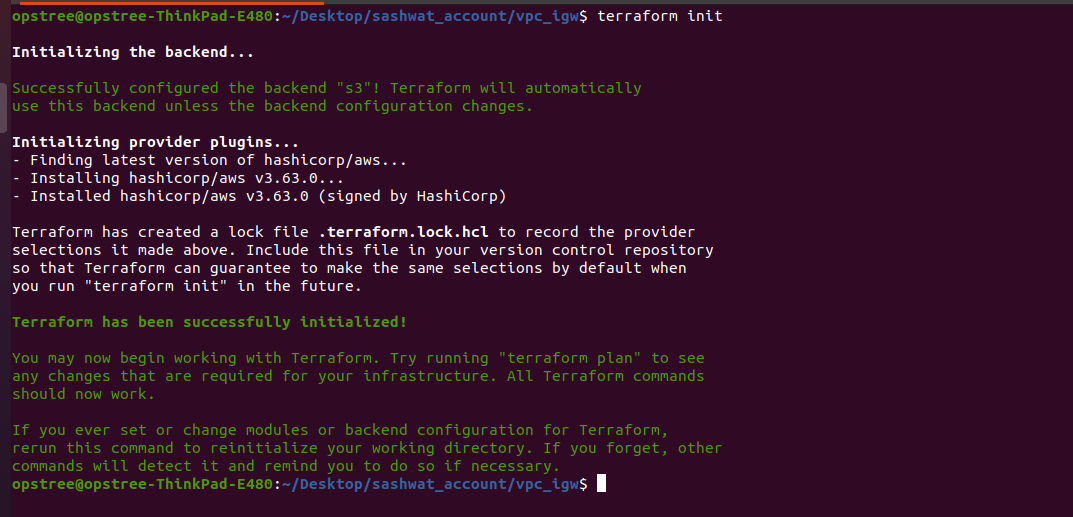 opstree@opstree-ThinkPad-E480:~/Desktop/sashwat_account/vpc_igw$ terraform init
Initializing the backend...
Successfully configured the backend "s3"! Terraform will automatically
use this backend unless the backend configuration changes.
Initializing provider plugins...
- Finding latest version of hashicorp/aws...
- Installing hashicorp/aws v3.63.0...
- Installed hashicorp/aws v3.63.0 (signed by HashiCorp)
Terraform has created a lock file .terraform.lock.hcl to record the provider
selections it made above. Include this file in your version control repository
so that Terraform can guarantee to make the same selections by default when
you run "terraform init" in the future.
Terraform has been successfully initialized!
You may now begin working with Terraform. Try running "terraform plan" to see
any changes that are required for your infrastructure. All Terraform commands
should now work.
If you ever set or change modules or backend configuration for Terraform,
rerun this command to reinitialize your working directory. If you forget, other
commands will detect it and remind you to do so if necessary.
opstree@opstree-ThinkPad-E480:~/Desktop/sashwat_account/vpc_igw$